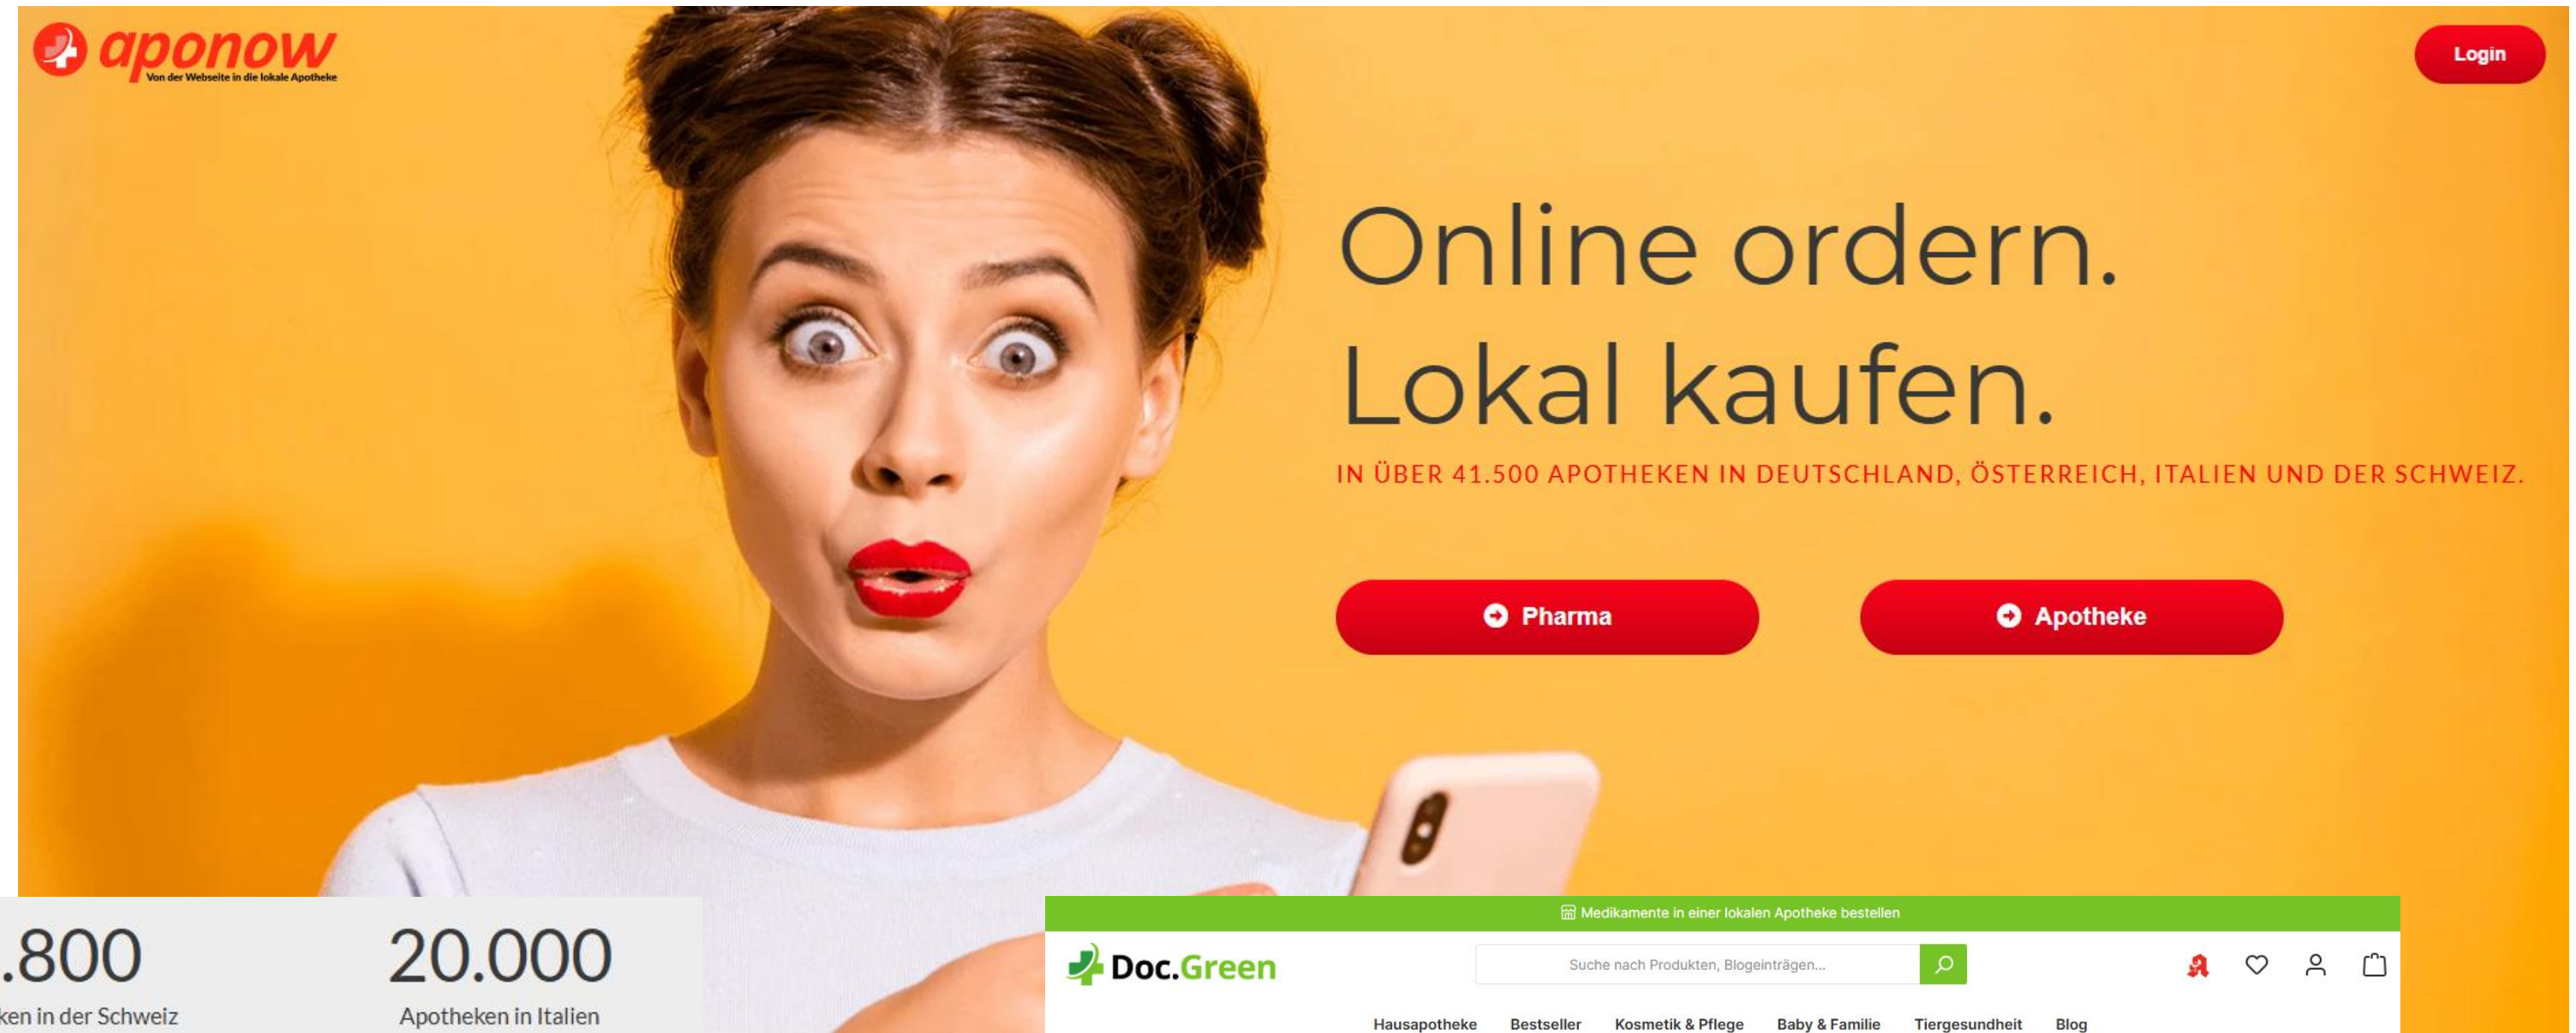 aponow
Von der Webseite in die lokale Apotheke
Login
Online ordern.
Lokal kaufen.
IN ÜBER 41.500 APOTHEKEN IN DEUTSCHLAND, ÖSTERREICH, ITALIEN UND DER SCHWEIZ.
Pharma
Apotheke
.800
ken in der Schweiz
20.000
Apotheken in Italien
Medikamente in einer lokalen Apotheke bestellen
Doc.Green
Suche nach Produkten, Blogeinträgen...
Hausapotheke Bestseller Kosmetik & Pflege Baby & Familie Tiergesundheit Blog